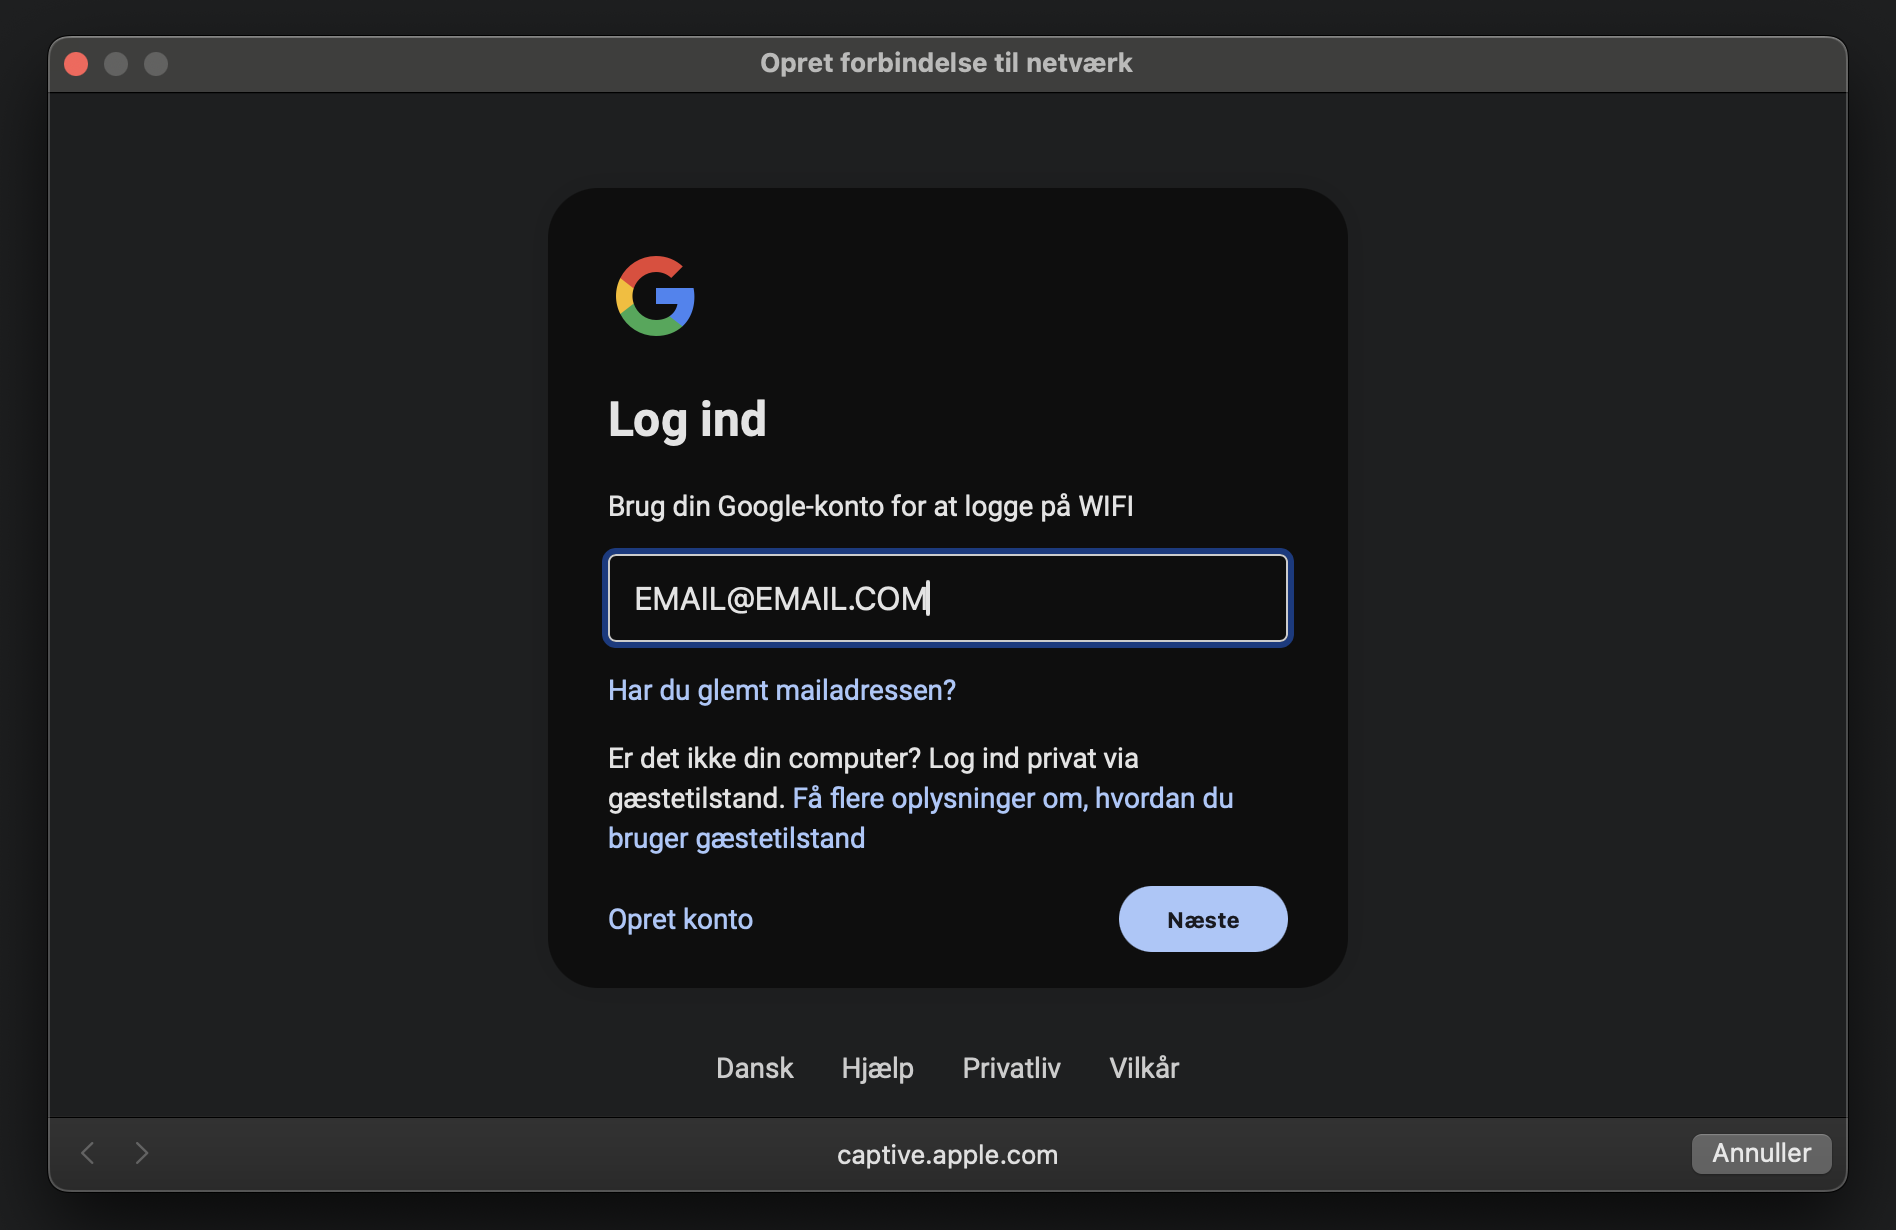 Opret forbindelse til netværk
Log ind
Brug din Google-konto for at logge på WIFI
EMAIL@EMAIL.COM
Har du glemt mailadressen?
Er det ikke din computer? Log ind privat via
gæstetilstand. Få flere oplysninger om, hvordan du
bruger gæstetilstand
Opret konto
Næste
Dansk Hjælp Privatliv Vilkår
captive.apple.com
Annuller